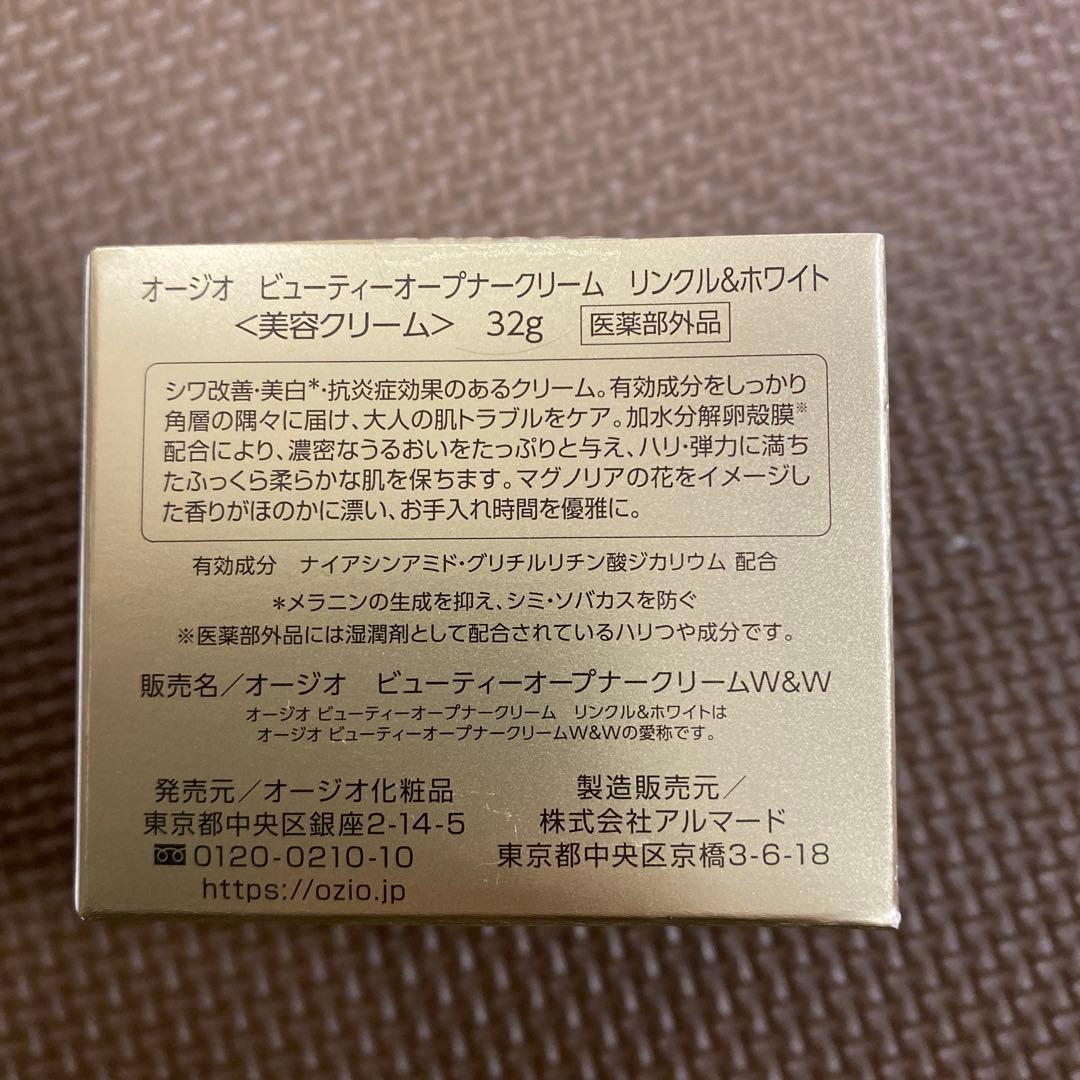 オージオ ビューティーオープナークリーム リンクル&ホワイト
<美容クリーム> 32g 医薬部外品
シワ改善・美白*・抗炎症効果のあるクリーム。有効成分をしっかり
角層の隅々に届け、大人の肌トラブルをケア。加水分解卵殻膜※
配合により、濃密なうるおいをたっぷりと与え、ハリ・弾力に満ち
たふっくら柔らかな肌を保ちます。マグノリアの花をイメージし
た香りがほのかに漂い、お手入れ時間を優雅に。
有効成分 ナイアシンアミド・グリチルリチン酸ジカリウム 配合
*メラニンの生成を抑え、シミ・ソバカスを防ぐ
※医薬部外品には湿潤剤として配合されているハリつや成分です。
販売名/オージオ ビューティーオープナークリームW&W
オージオ ビューティーオープナークリーム リンクル&ホワイトは
オージオ ビューティーオープナークリームW&Wの愛称です。
発売元/オージオ化粧品
東京都中央区銀座2-14-5
0120-0210-10
https://ozio.jp
製造販売元/
株式会社アルマード
東京都中央区京橋3-6-18